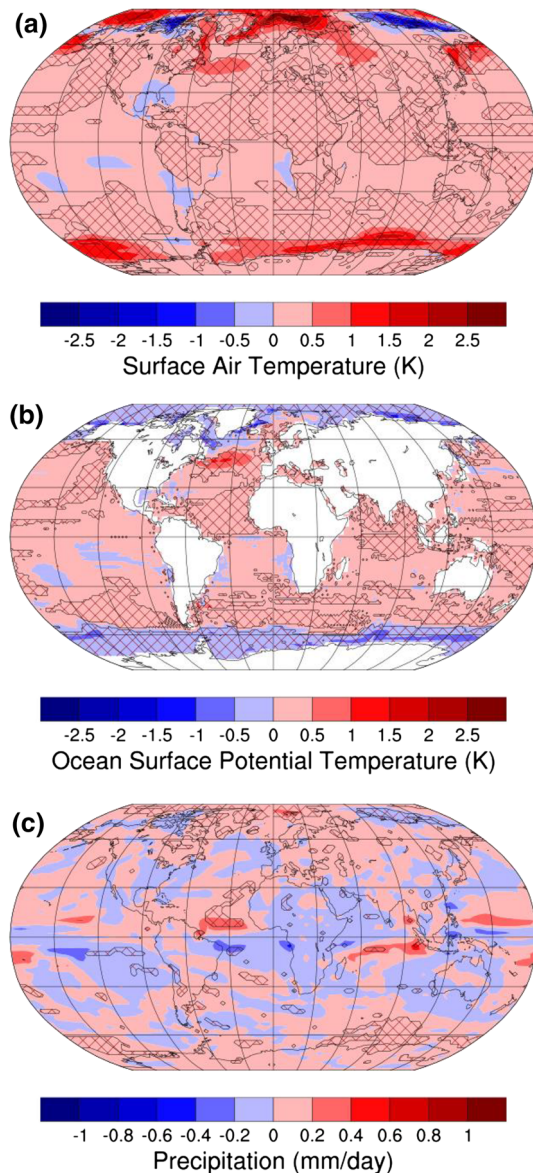 (a)
-2.5 -2 -1.5 -1 -0.5 0 0.5 1 1.5 2 2.5
Surface Air Temperature (K)
(b)
-2.5 -2 -1.5 -1 -0.5 0 0.5 1 1.5 2 2.5
Ocean Surface Potential Temperature (K)
(c)
-1 -0.8 -0.6 -0.4 -0.2 0 0.2 0.4 0.6 0.8 1
Precipitation (mm/day)